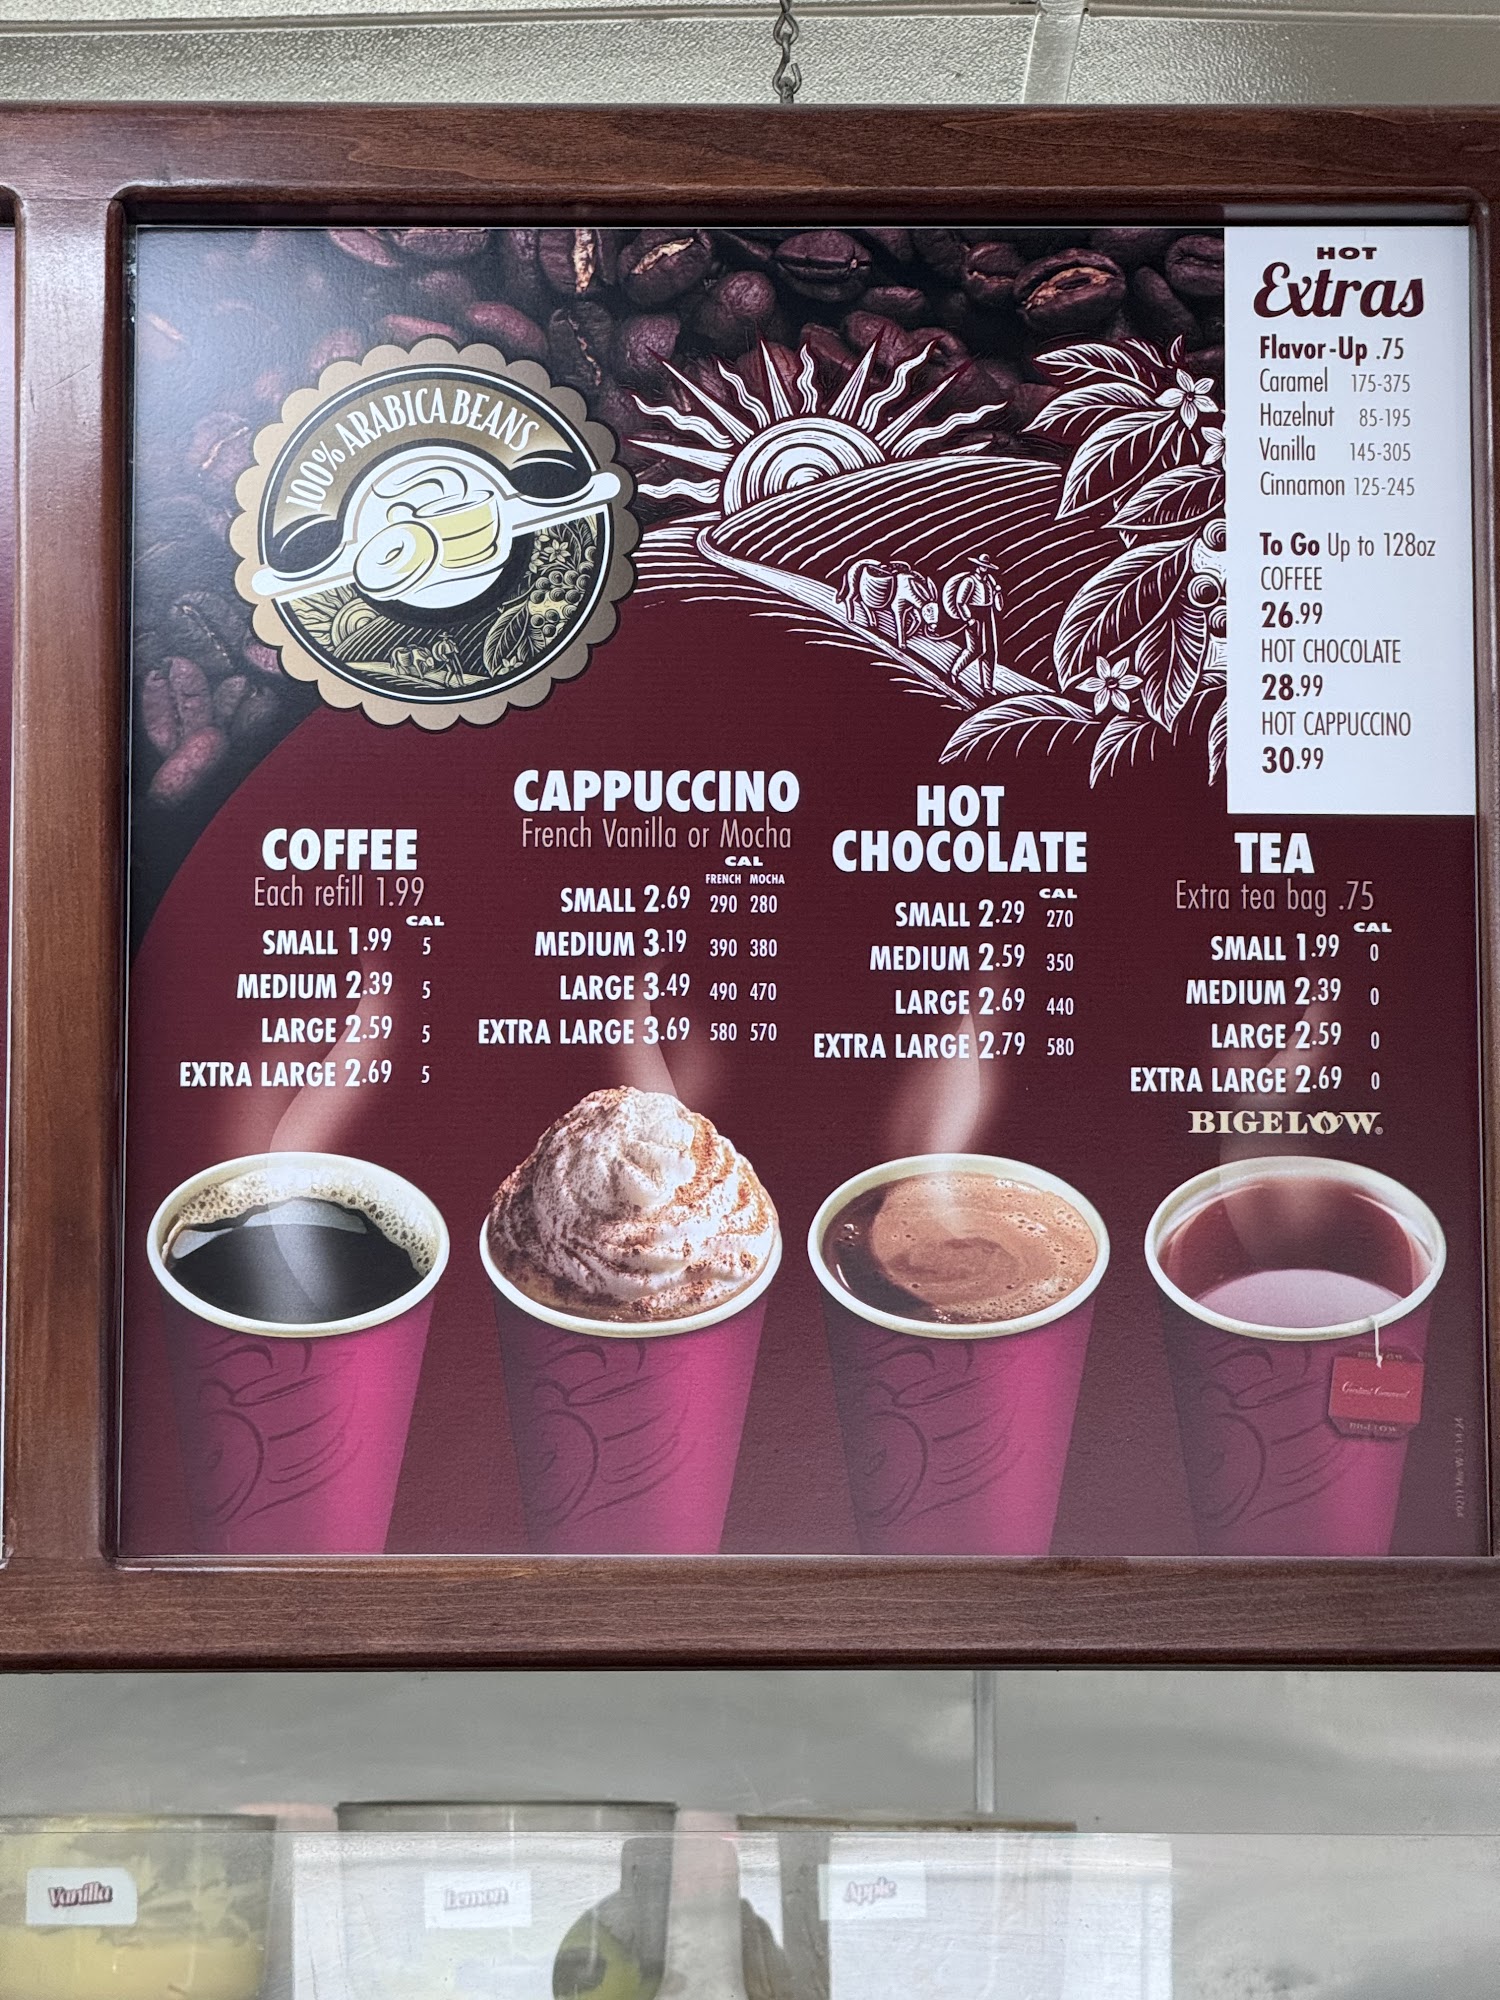 100% ARABICA BEANS
HOT
Extras
Flavor-Up .75
Caramel 175-375
Hazelnut 85-195
Vanilla 145-305
Cinnamon 125-245
To Go Up to 128oz
COFFEE
26.99
HOT CHOCOLATE
28.99
HOT CAPPUCCINO
30.99
COFFEE
Each refill 1.99
CAL
SMALL 1.99 5
MEDIUM 2.39 5
LARGE 2.59 5
EXTRA LARGE 2.69 5
CAPPUCCINO
French Vanilla or Mocha
CAL
FRENCH MOCHA
SMALL 2.69 290 280
MEDIUM 3.19 390 380
LARGE 3.49 490 470
EXTRA LARGE 3.69 580 570
HOT
CHOCOLATE
CAL
SMALL 2.29 270
MEDIUM 2.59 350
LARGE 2.69 440
EXTRA LARGE 2.79 580
TEA
Extra tea bag .75
CAL
SMALL 1.99 0
MEDIUM 2.39 0
LARGE 2.59 0
EXTRA LARGE 2.69 0
BIGELOW®
BIGELOW
BIGELOW
Vanilla
Lemon
Apple